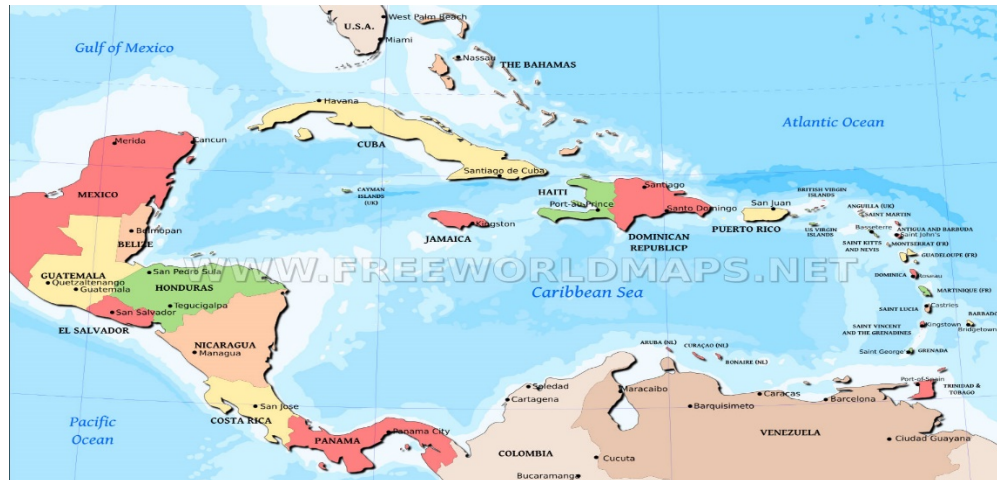 West Palm Beach
U.S.A.
Miami
Gulf of Mexico
Nassau
THE BAHAMAS
Havana
Atlantic Ocean
Merida
Cancun
CUBA
Santiago de Cuba
MEXICO
CAYMAN
ISLANDS
(UK)
HAITI
Port-au-Prince
Santiago
Santo Domingo
San Juan
BRITISH VIRGIN
ISLANDS
ANGUILLA (UK)
SAINT MARTIN
Belmopan
BELIZE
Kingston
JAMAICA
DOMINICAN
REPUBLICP
PUERTO RICO
US VIRGIN
ISLANDS
Basseterre
ANTIGUA AND BARBUDA
Saint John's
SAINT KITTS
AND NEVIS
MONTSERRAT (FR)
GUADELOUPE (FR)
GUATEMALA
Quetzaltenango
Guatemala
San Pedro Sula
HONDURAS
WWW.FREEWORLDMAPS.NET
Caribbean Sea
DOMINICA
Roseau
MARTINIQUE (FR)
Tegucigalpa
San Salvador
EL SALVADOR
Castries
SAINT LUCIA
SAINT VINCENT
AND THE GRENADINES
Kingstown
BARBADO
Bridgetown
NICARAGUA
Managua
ARUBA (NL)
CURAÇAO (NL)
BONAIRE (NL)
Saint George'
GRENADA
Port-of-Spain
TRINIDAD &
TOBAGO
Soledad
Cartagena
Maracaibo
Barquisimeto
Caracas
Barcelona
San Jose
COSTA RICA
Pacific
Ocean
PANAMA
Panama City
COLOMBIA
VENEZUELA
Ciudad Guayana
Cucuta
Bucaramanga